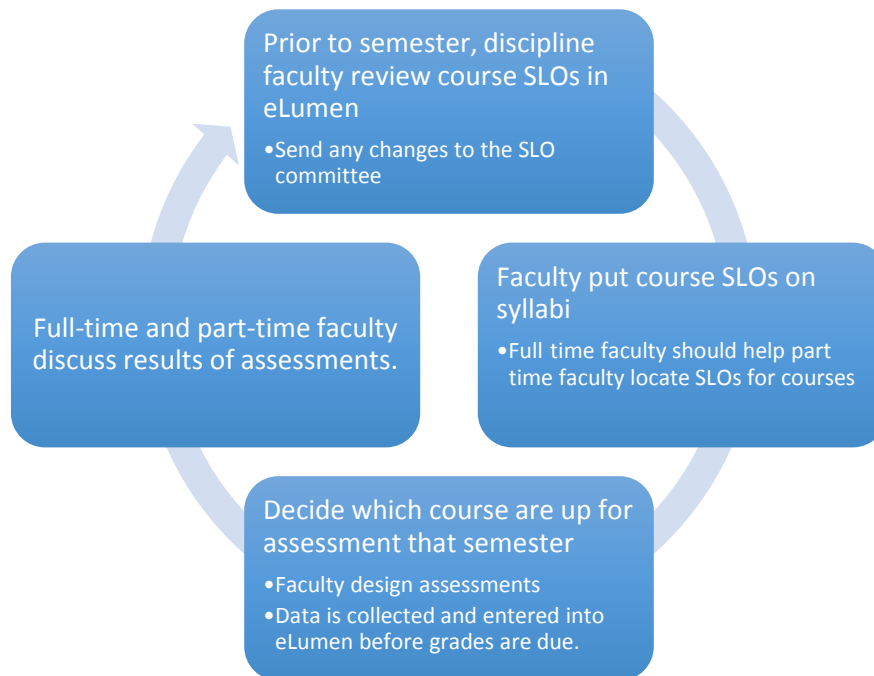 Prior to semester, discipline
faculty review course SLOs in
eLumen
•Send any changes to the SLO
committee
Faculty put course SLOs on
syllabi
•Full time faculty should help part
time faculty locate SLOs for courses
Decide which course are up for
assessment that semester
•Faculty design assessments
•Data is collected and entered into
eLumen before grades are due.
Full-time and part-time faculty
discuss results of assessments.